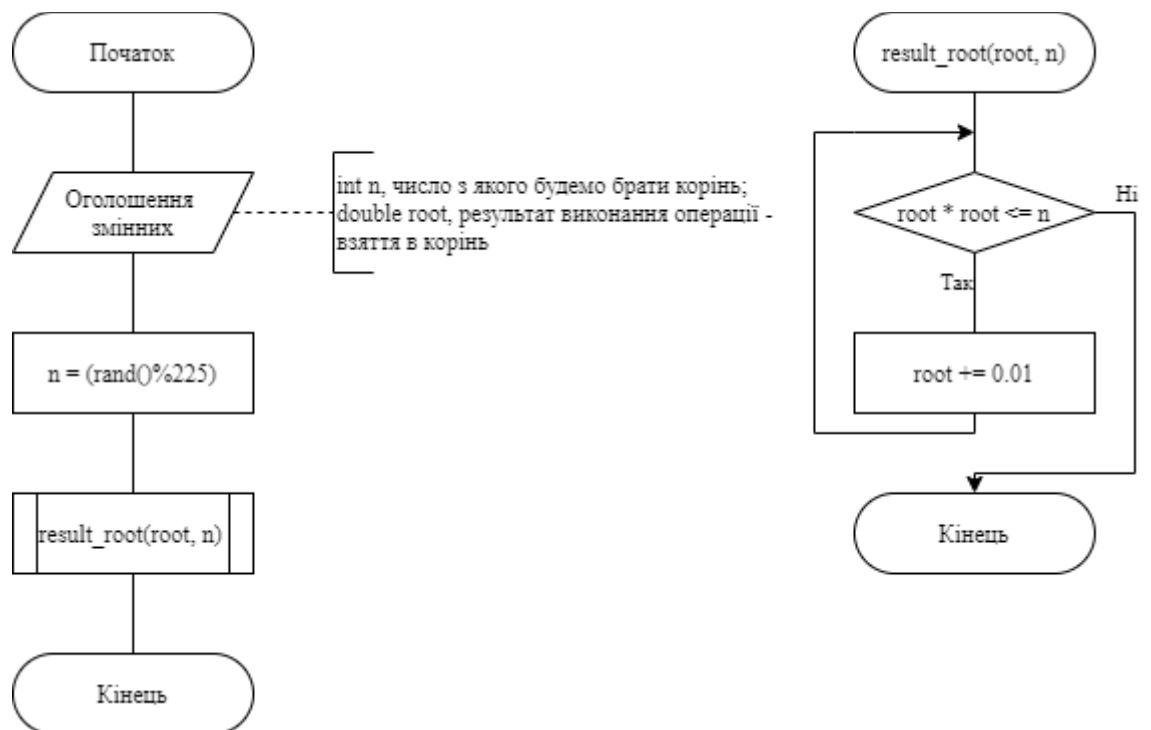 Початок
Оголошення
змінних
int n, число з якого будемо брати корінь;
double root, результат виконання операції -
взяття в корінь
n = (rand()%225)
result_root(root, n)
Кінець
result_root(root, n)
root * root <= n
Ні
Так
root += 0.01
Кінець